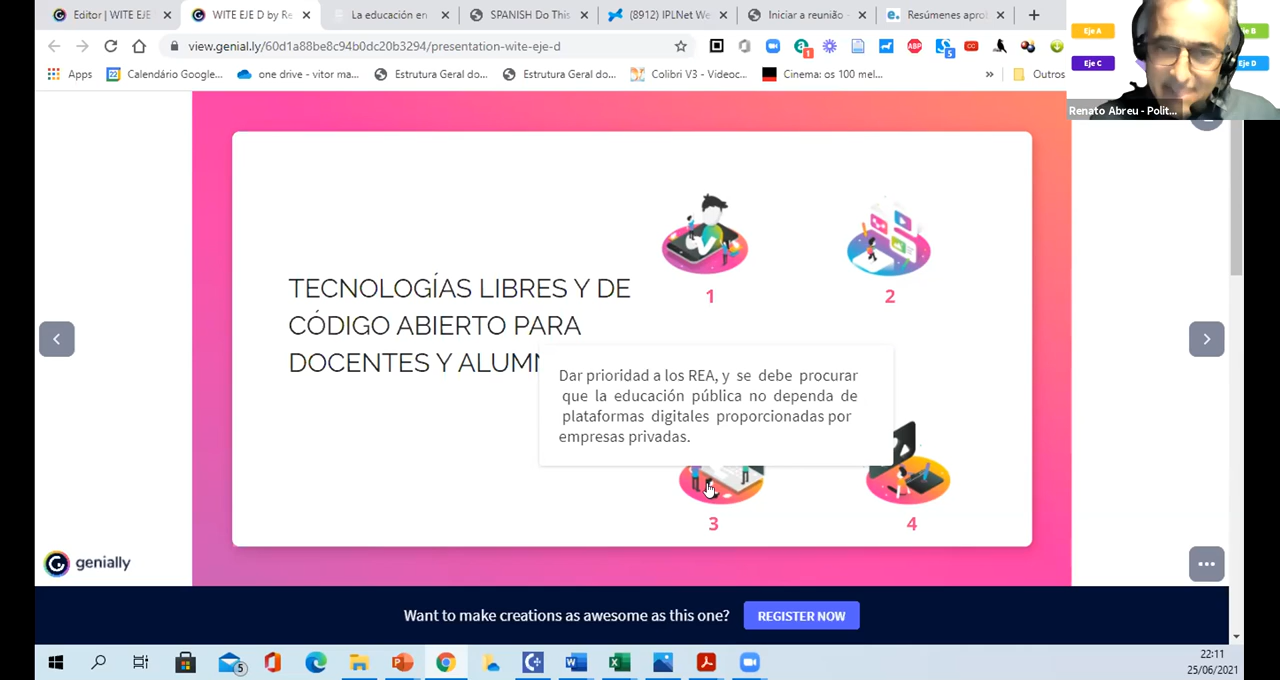 Editor | WITE EJE
WITE EJE D by Re
La educación en
SPANISH Do This
(8912) IPLNet We
Iniciar a reunião -
Resúmenes aprol
view.genial.ly/60d1a88be8c94b0dc20b3294/presentation-wite-eje-d
Apps
Calendário Google...
one drive - vitor ma...
Estrutura Geral do...
Estrutura Geral do...
Colibri V3 - Videoc...
Cinema: os 100 mel...
»
Outros
Eje A
Eje C
Eje D
Renato Abreu - Polit...
TECNOLOGÍAS LIBRES Y DE
CÓDIGO ABIERTO PARA
DOCENTES Y ALUMN
1
2
Dar prioridad a los REA, y se debe procurar
que la educación pública no dependa de
plataformas digitales proporcionadas por
empresas privadas.
3
4
genially
Want to make creations as awesome as this one?
REGISTER NOW
22:11
25/06/2021